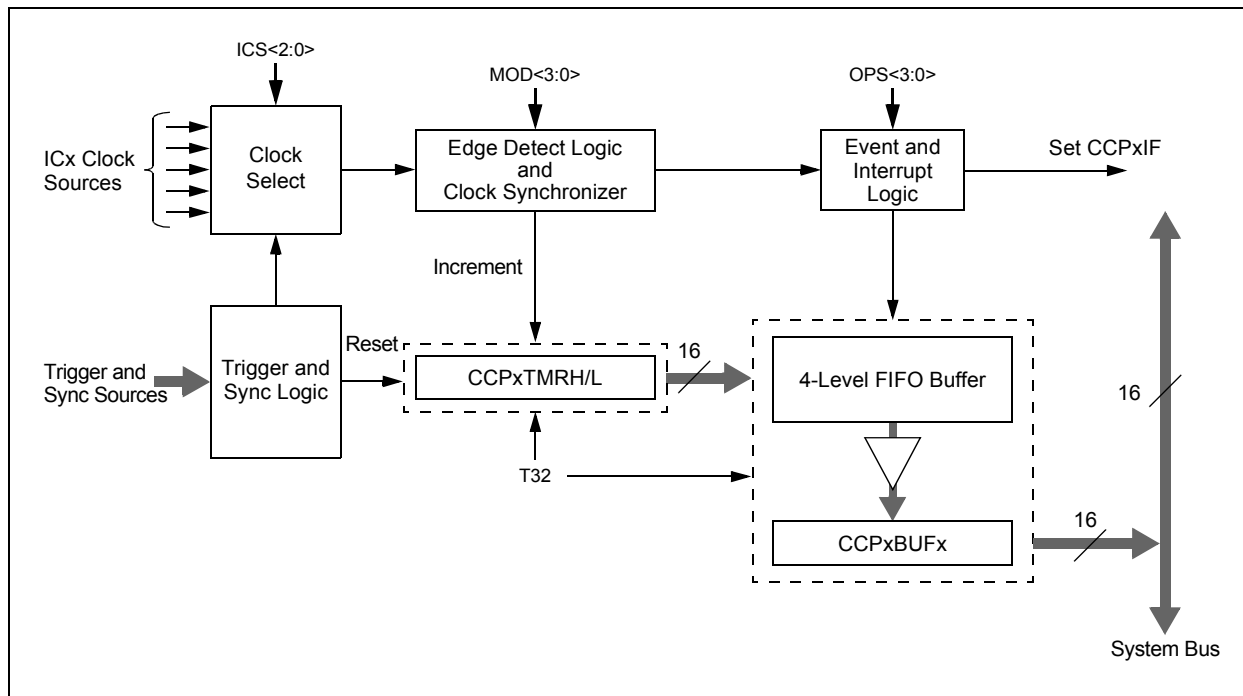 ICS<2:0>
MOD<3:0>
OPS<3:0>
ICx Clock
Sources
Clock
Select
Edge Detect Logic
and
Clock Synchronizer
Event and
Interrupt
Logic
Set CCPxIF
Increment
Trigger and
Sync Sources
Trigger and
Sync Logic
Reset
CCPxTMRH/L
16
4-Level FIFO Buffer
16
T32
CCPxBUFx
16
System Bus